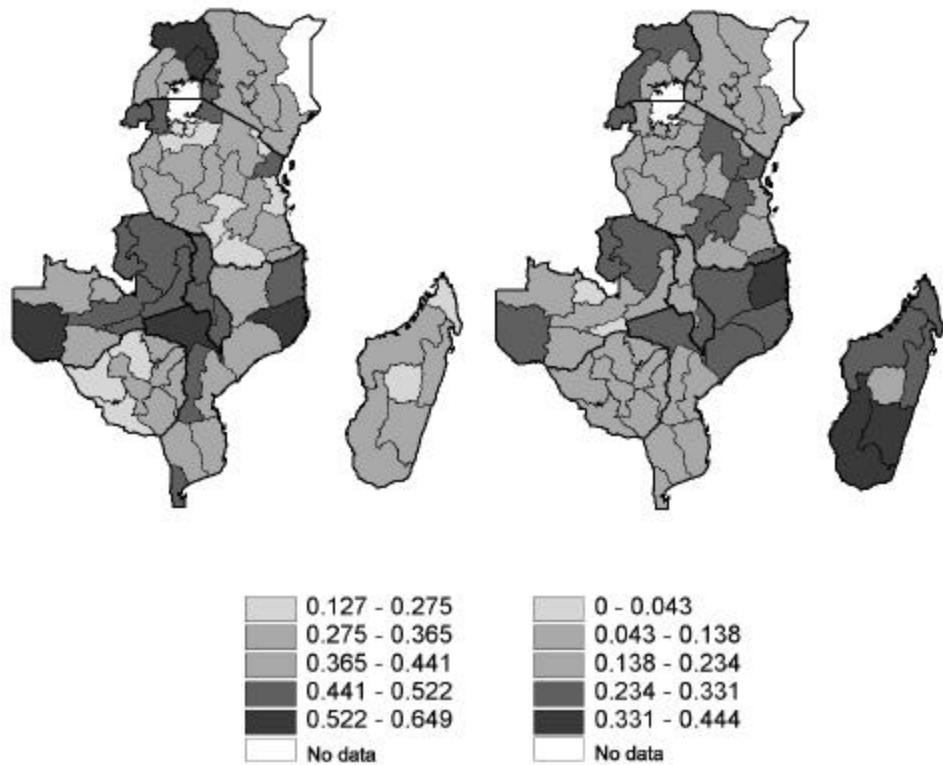 0.127 - 0.275
0.275 - 0.365
0.365 - 0.441
0.441 - 0.522
0.522 - 0.649
No data
0 - 0.043
0.043 - 0.138
0.138 - 0.234
0.234 - 0.331
0.331 - 0.444
No data